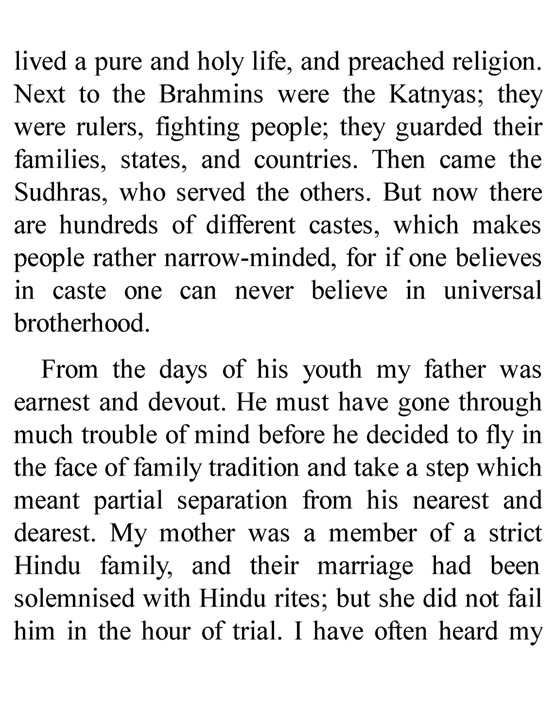 lived a pure and holy life, and preached religion.
Next to the Brahmins were the Katnyas; they
were rulers, fighting people; they guarded their
families, states, and countries. Then came the
Sudhras, who served the others. But now there
are hundreds of different castes, which makes
people rather narrow-minded, for if one believes
in caste one can never believe in universal
brotherhood.
From the days of his youth my father was
earnest and devout. He must have gone through
much trouble of mind before he decided to fly in
the face of family tradition and take a step which
meant partial separation from his nearest and
dearest. My mother was a member of a strict
Hindu family, and their marriage had been
solemnised with Hindu rites; but she did not fail
him in the hour of trial. I have often heard my